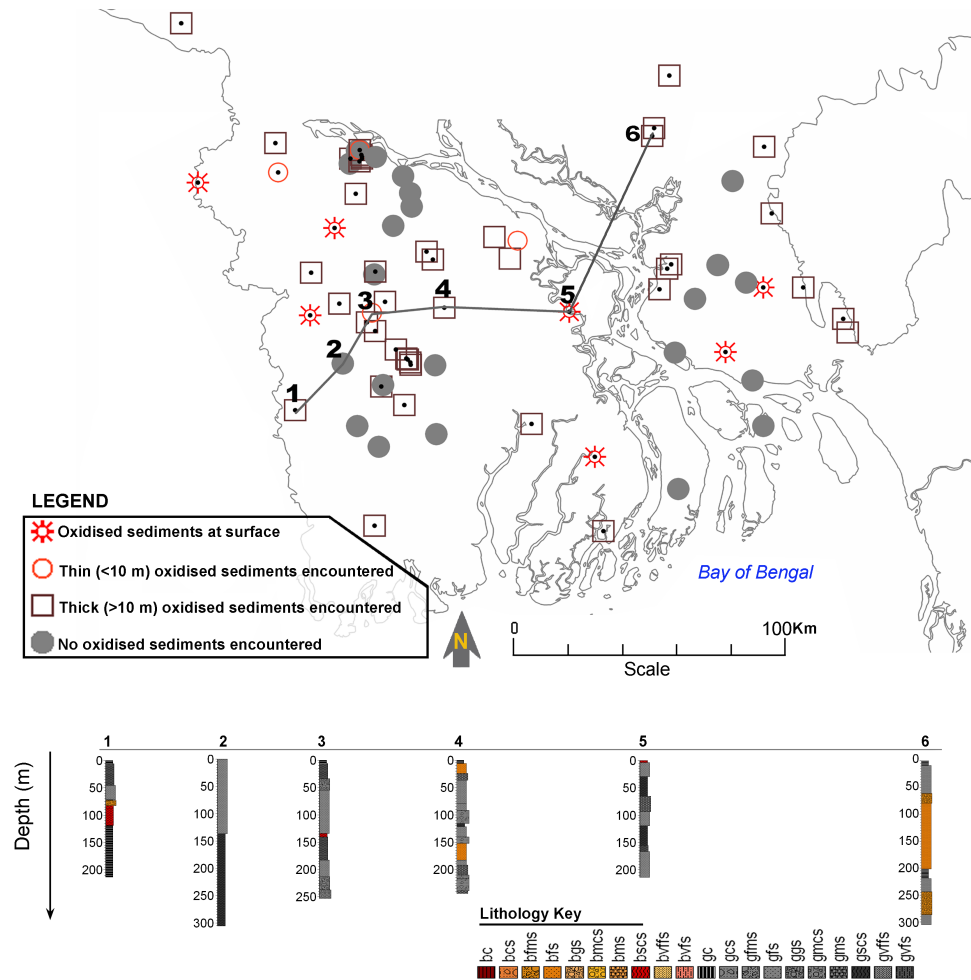 6
5
4
3
2
1
LEGEND
Oxidised sediments at surface
Thin (<10 m) oxidised sediments encountered
Thick (>10 m) oxidised sediments encountered
No oxidised sediments encountered
N
Bay of Bengal
0 100Km
Scale
1 2 3 4 5 6
Depth (m)
0 0 0 0 0 0
50 50 50 50 50 50
100 100 100 100 100 100
150 150 150 150 150 150
200 200 200 200 200 200
250 250 250
300 300
Lithology Key
bc bcs bfms bfs bgs bmcs bms bscs bvffs bvfs gc gcs gfms gfs ggs gmcs gms gscs gvffs gvfs